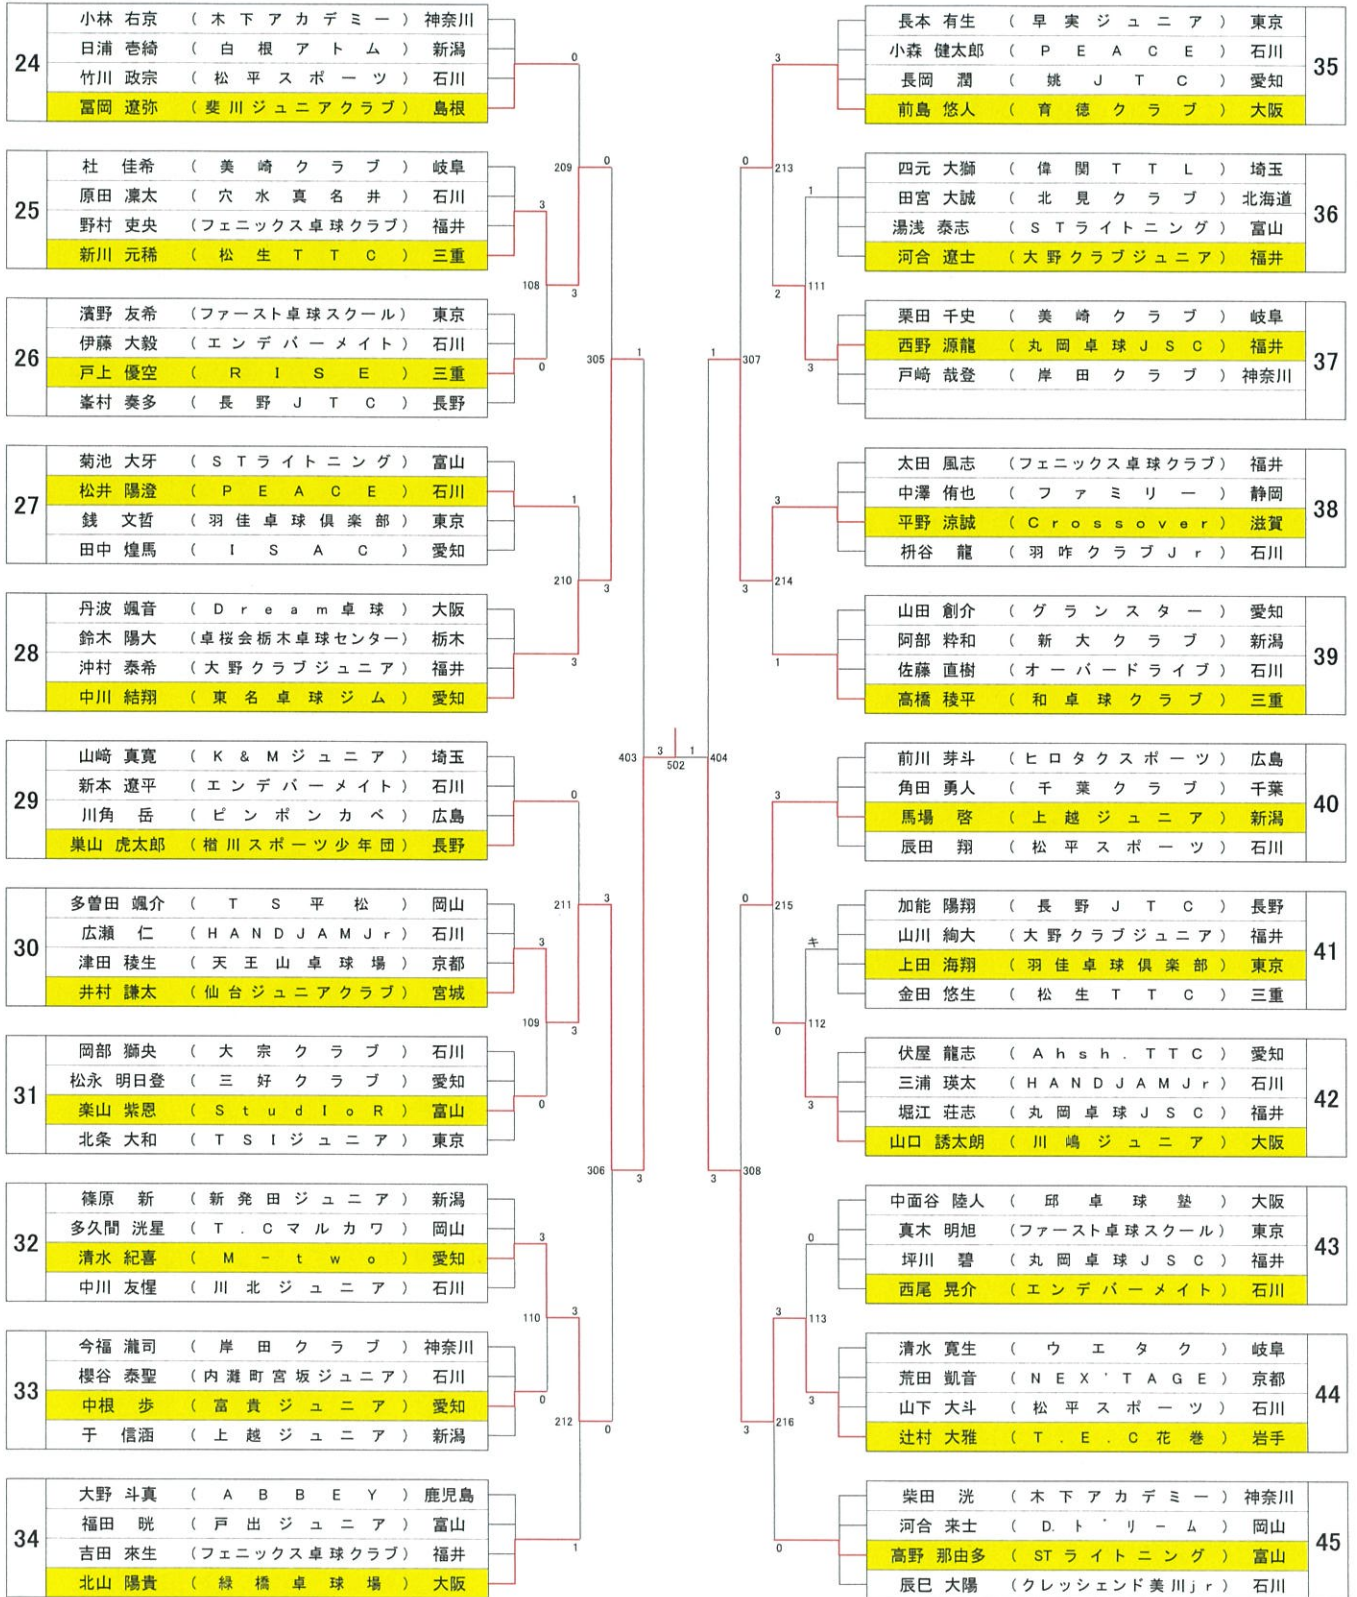 24
小林 右京 (木下アカデミー) 神奈川
日浦 壱綺 (白根アトム) 新潟
竹川 政宗 (松平スポーツ) 石川
冨岡 遼弥 (斐川ジュニアクラブ) 島根
25
杜 佳希 (美崎クラブ) 岐阜
原田 凜太 (穴水真名井) 石川
野村 吏央 (フェニックス卓球クラブ) 福井
新川 元稀 (松生TTC) 三重
26
濱野 友希 (ファースト卓球スクール) 東京
伊藤 大毅 (エンデバーメイト) 石川
戸上 優空 (RISE) 三重
峯村 奏多 (長野JTC) 長野
27
菊池 大牙 (STライトニング) 富山
松井 陽澄 (PEACE) 石川
銭 文哲 (羽佳卓球倶楽部) 東京
田中 煌馬 (ISAC) 愛知
28
丹波 颯音 (Dream卓球) 大阪
鈴木 陽大 (卓桜会栃木卓球センター) 栃木
沖村 泰希 (大野クラブジュニア) 福井
中川 結翔 (東名卓球ジム) 愛知
29
山﨑 真寛 (K&Mジュニア) 埼玉
新本 遼平 (エンデバーメイト) 石川
川角 岳 (ピンポンカベ) 広島
巣山 虎太郎 (楢川スポーツ少年団) 長野
30
多曽田 颯介 (TS平松) 岡山
広瀬 仁 (HANDJAMJr) 石川
津田 稜生 (天王山卓球場) 京都
井村 謙太 (仙台ジュニアクラブ) 宮城
31
岡部 獅央 (大宗クラブ) 石川
松永 明日登 (三好クラブ) 愛知
楽山 紫恩 (StudIoR) 富山
北条 大和 (TSIジュニア) 東京
32
篠原 新 (新発田ジュニア) 新潟
多久間 洸星 (T.Cマルカワ) 岡山
清水 紀喜 (M-two) 愛知
中川 友惺 (川北ジュニア) 石川
33
今福 瀧司 (岸田クラブ) 神奈川
櫻谷 泰聖 (内灘町宮坂ジュニア) 石川
中根 歩 (富貴ジュニア) 愛知
于 信涵 (上越ジュニア) 新潟
34
大野 斗真 (ABBEY) 鹿児島
福田 晄 (戸出ジュニア) 富山
吉田 來生 (フェニックス卓球クラブ) 福井
北山 陽貴 (緑橋卓球場) 大阪
0
209
0
3
108
3
0
305
1
1
210
3
3
0
211
3
3
109
3
0
403
3
502
1
404
306
3
3
110
3
0
212
0
1
3
0
213
1
2
111
3
1
307
3
3
214
1
3
0
215
キ
0
112
3
308
3
0
3
113
3
3
216
0
35
長本 有生 (早実ジュニア) 東京
小森 健太郎 (PEACE) 石川
長岡 潤 (姚JTC) 愛知
前島 悠人 (育徳クラブ) 大阪
36
四元 大獅 (偉関TTL) 埼玉
田宮 大誠 (北見クラブ) 北海道
湯浅 泰志 (STライトニング) 富山
河合 遼士 (大野クラブジュニア) 福井
37
栗田 千史 (美崎クラブ) 岐阜
西野 源龍 (丸岡卓球JSC) 福井
戸﨑 哉登 (岸田クラブ) 神奈川
38
太田 風志 (フェニックス卓球クラブ) 福井
中澤 侑也 (ファミリー) 静岡
平野 涼誠 (Crossover) 滋賀
枡谷 龍 (羽咋クラブJr) 石川
39
山田 創介 (グランスター) 愛知
阿部 粋和 (新大クラブ) 新潟
佐藤 直樹 (オーバードライブ) 石川
高橋 稜平 (和卓球クラブ) 三重
40
前川 芽斗 (ヒロタクスポーツ) 広島
角田 勇人 (千葉クラブ) 千葉
馬場 啓 (上越ジュニア) 新潟
辰田 翔 (松平スポーツ) 石川
41
加能 陽翔 (長野JTC) 長野
山川 絢大 (大野クラブジュニア) 福井
上田 海翔 (羽佳卓球倶楽部) 東京
金田 悠生 (松生TTC) 三重
42
伏屋 龍志 (Ahsh.TTC) 愛知
三浦 瑛太 (HANDJAMJr) 石川
堀江 荘志 (丸岡卓球JSC) 福井
山口 誘太朗 (川嶋ジュニア) 大阪
43
中面谷 陸人 (邱卓球塾) 大阪
真木 明旭 (ファースト卓球スクール) 東京
坪川 碧 (丸岡卓球JSC) 福井
西尾 晃介 (エンデバーメイト) 石川
44
清水 寛生 (ウエタク) 岐阜
荒田 凱音 (NEX'TAGE) 京都
山下 大斗 (松平スポーツ) 石川
辻村 大雅 (T.E.C花巻) 岩手
45
柴田 洸 (木下アカデミー) 神奈川
河合 来士 (D.ドリーム) 岡山
高野 那由多 (STライトニング) 富山
辰巳 大陽 (クレッシェンド美川jr) 石川